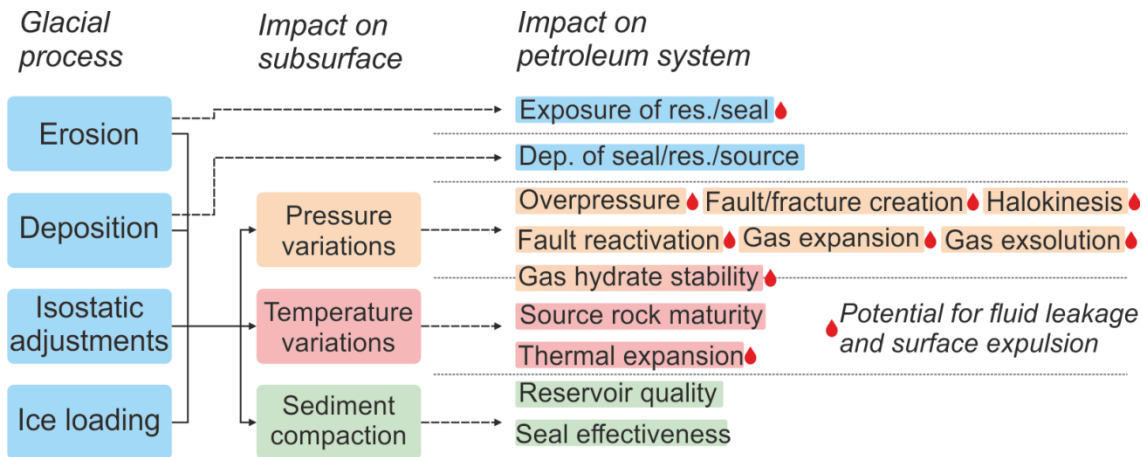 Glacial
process
Impact on
subsurface
Impact on
petroleum system
Erosion
Deposition
Isostatic
adjustments
Ice loading
Pressure
variations
Temperature
variations
Sediment
compaction
Exposure of res./seal
Dep. of seal/res./source
Overpressure Fault/fracture creation Halokinesis
Fault reactivation Gas expansion Gas exsolution
Gas hydrate stability
Source rock maturity
Thermal expansion
Reservoir quality
Seal effectiveness
Potential for fluid leakage
and surface expulsion